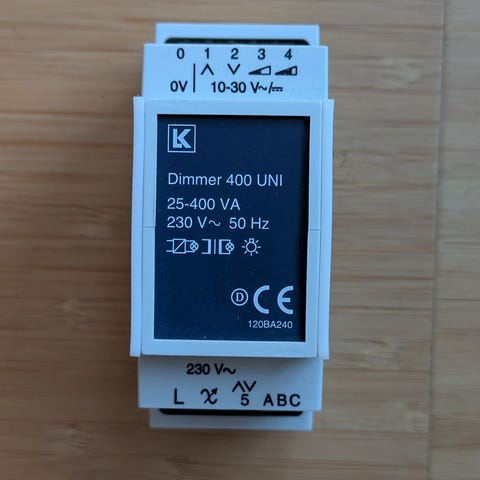 0 1 2 3 4
0V 10-30 V~/⎓
LK
Dimmer 400 UNI
25-400 VA
230 V~ 50 Hz
D CE
120BA240
230 V~
L 5 ABC